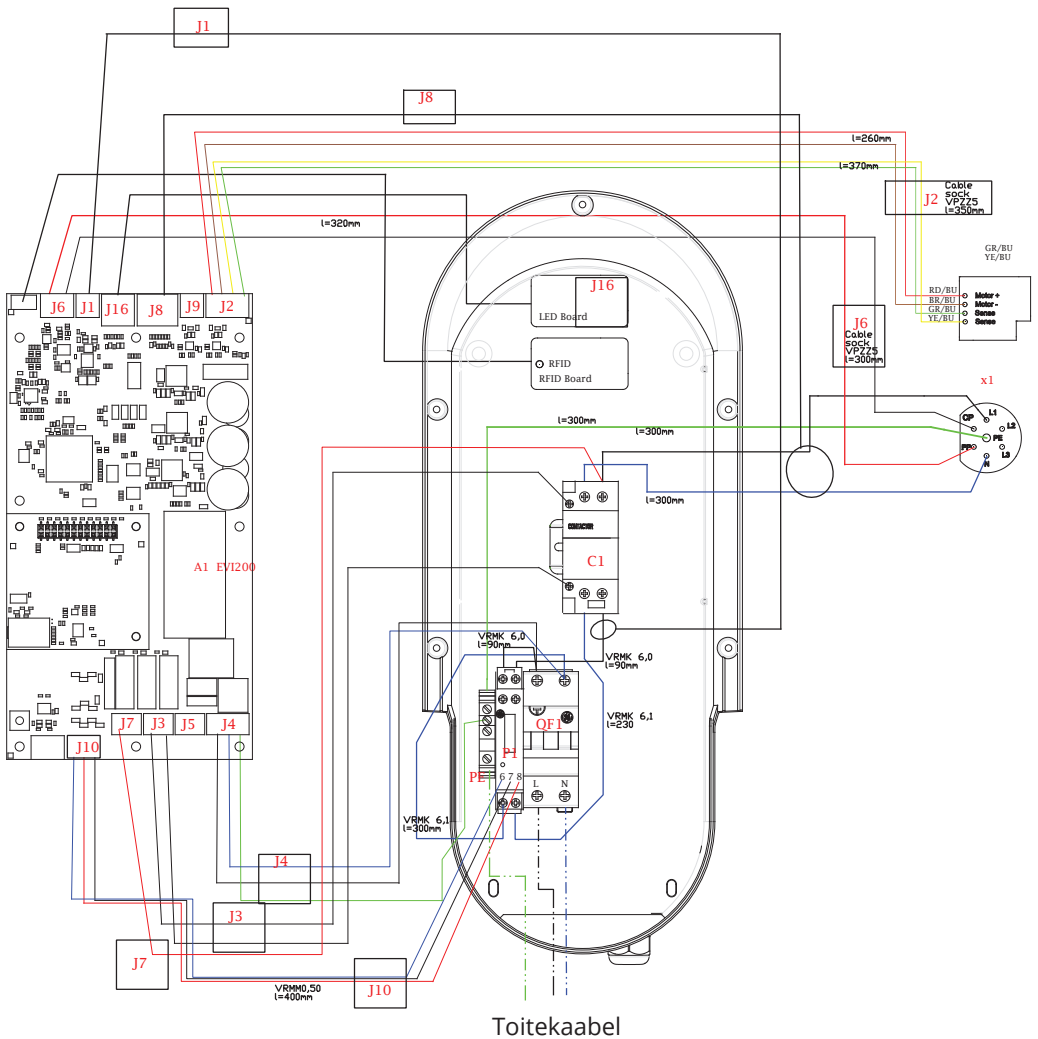 J1
J8
l=260mm
l=370mm
Cable
sock
VPZZ5
l=350mm
J2
l=320mm
GR/BU
YE/BU
J6
J1
J16
J8
J9
J2
J16
LED Board
RD/BU
BR/BU
GR/BU
YE/BU
Motor +
Motor -
Sense
Sense
J6
Cable
sock
VPZZ5
l=300mm
RFID
RFID Board
x1
L1
CP
L2
PE
PP
L3
N
l=300mm
l=300mm
l=300mm
CONTACTOR
C1
A1 EVI200
VRMK 6,0
l=90mm
VRMK 6,0
l=90mm
VRMK 6,1
l=230
J7
J3
J5
J4
J10
QF1
P1
PE
6 7 8
L
N
VRMK 6,1
l=300mm
J4
J3
J7
J10
VRMM0,50
l=400mm
Toitekaabel